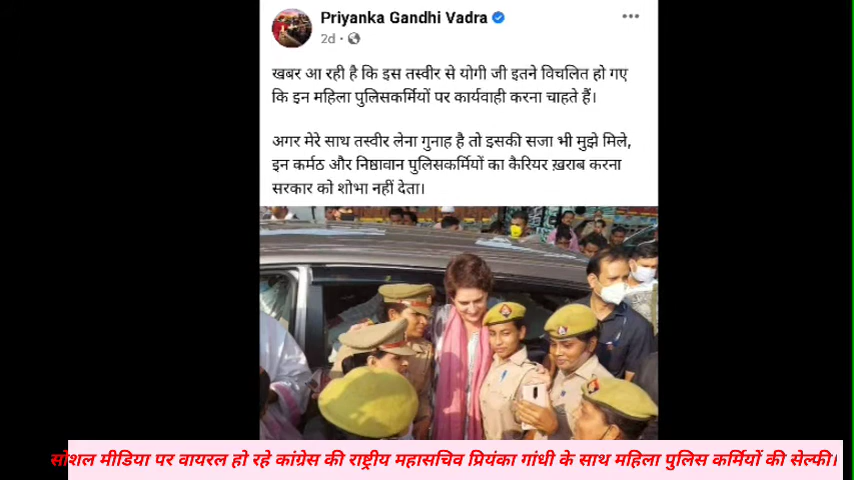 Priyanka Gandhi Vadra
2d ·
खबर आ रही है कि इस तस्वीर से योगी जी इतने विचलित हो गए
कि इन महिला पुलिसकर्मियों पर कार्यवाही करना चाहते हैं।
अगर मेरे साथ तस्वीर लेना गुनाह है तो इसकी सजा भी मुझे मिले,
इन कर्मठ और निष्ठावान पुलिसकर्मियों का कैरियर ख़राब करना
सरकार को शोभा नहीं देता।
सोशल मीडिया पर वायरल हो रहे कांग्रेस की राष्ट्रीय महासचिव प्रियंका गांधी के साथ महिला पुलिस कर्मियों की सेल्फी।